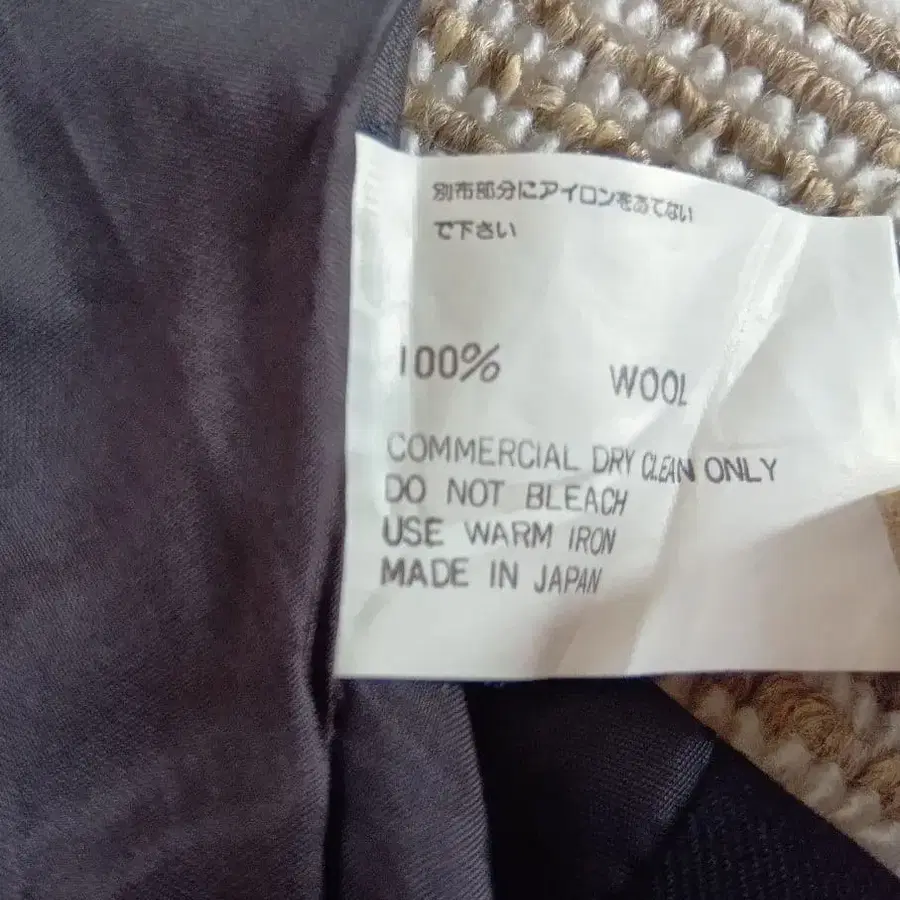 別布部分にアイロンをあてない
で下さい
100% WOOL
COMMERCIAL DRY CLEAN ONLY
DO NOT BLEACH
USE WARM IRON
MADE IN JAPAN